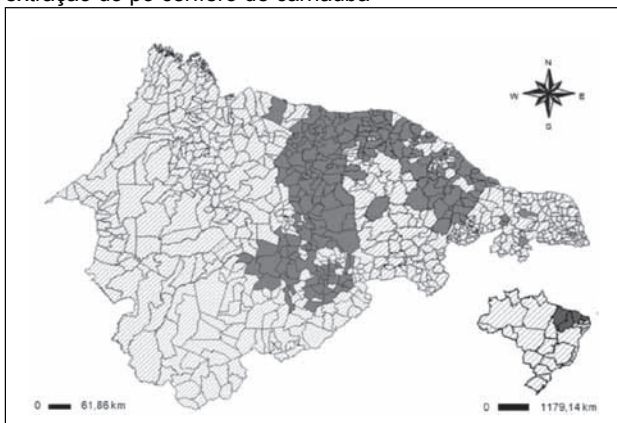 extração do pó cerífero de carnaúba
N
W E
S
0 61,86 km
0 1179,14 km